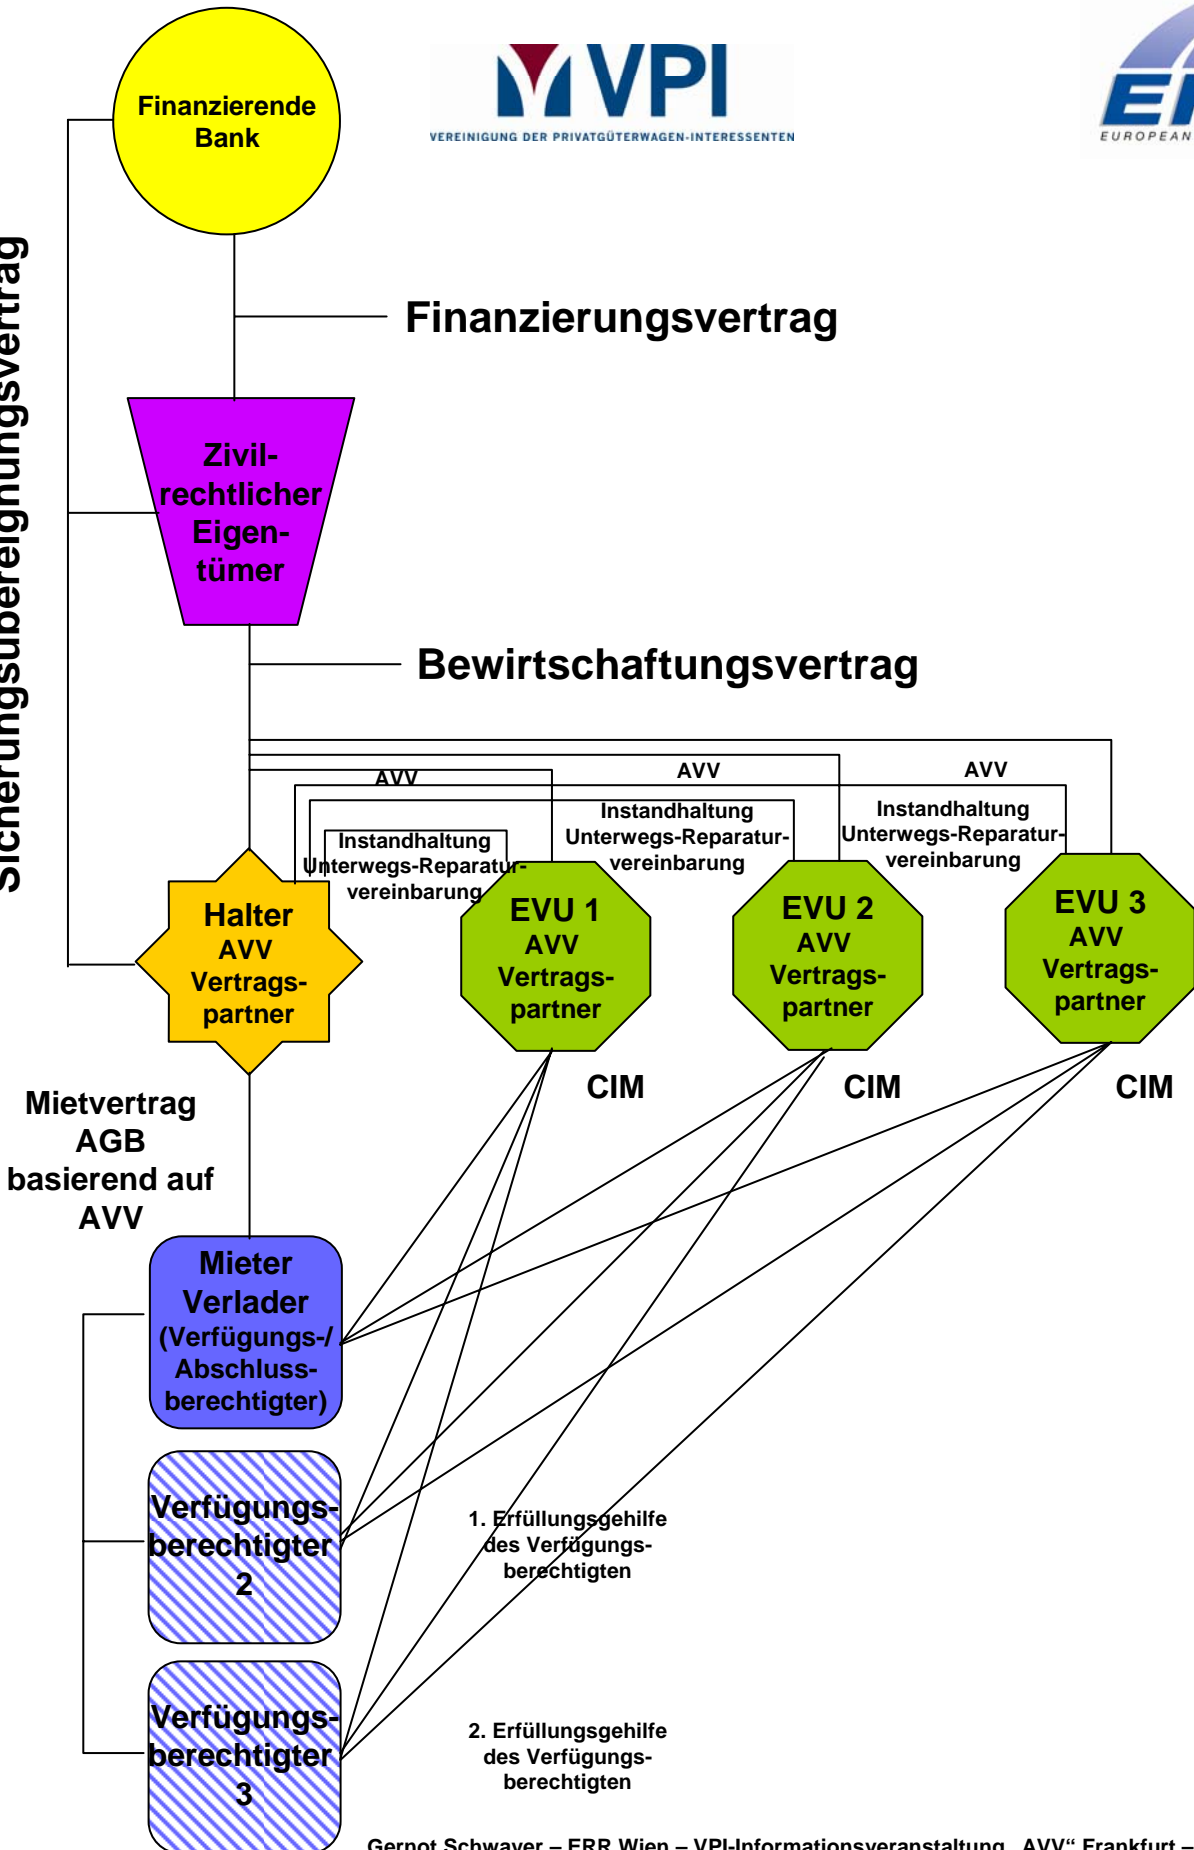 Finanzierende
Bank
VPI
VEREINIGUNG DER PRIVATGÜTERWAGEN-INTERESSENTEN
EUROPEAN
Sicherungsübereignungsvertrag
Finanzierungsvertrag
Zivil-
rechtlicher
Eigen-
tümer
Bewirtschaftungsvertrag
AVV
AVV
AVV
Instandhaltung
Unterwegs-Reparatur-
vereinbarung
Instandhaltung
Unterwegs-Reparatur-
vereinbarung
Instandhaltung
Unterwegs-Reparatur-
vereinbarung
Halter
AVV
Vertrags-
partner
EVU 1
AVV
Vertrags-
partner
EVU 2
AVV
Vertrags-
partner
EVU 3
AVV
Vertrags-
partner
CIM
CIM
CIM
Mietvertrag
AGB
basierend auf
AVV
Mieter
Verlader
(Verfügungs-/
Abschluss-
berechtigter)
Verfügungs-
berechtigter
2
1. Erfüllungsgehilfe
des Verfügungs-
berechtigten
Verfügungs-
berechtigter
3
2. Erfüllungsgehilfe
des Verfügungs-
berechtigten
Gernot Schwayer – ERR Wien – VPI-Informationsveranstaltung „AVV“ Frankfurt –